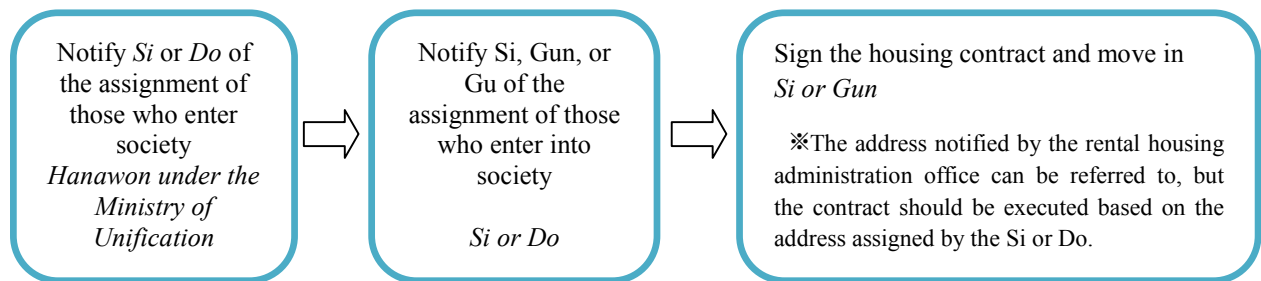 Notify Si or Do of
the assignment of
those who enter
society
Hanawon under the
Ministry of
Unification
Notify Si, Gun, or
Gu of the
assignment of those
who enter into
society
Si or Do
Sign the housing contract and move in
Si or Gun
※The address notified by the rental housing
administration office can be referred to, but
the contract should be executed based on the
address assigned by the Si or Do.